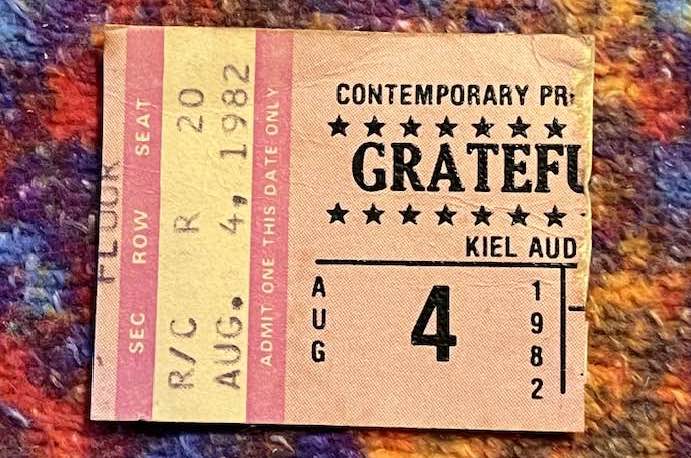 FLOOR
SEC ROW SEAT
R/C R 20
AUG. 4, 1982
ADMIT ONE THIS DATE ONLY
CONTEMPORARY PR
★ ★ ★ ★ ★ ★ ★
GRATEFU
★ ★ ★ ★ ★ ★ ★
KIEL AUD
AUG 4 1982